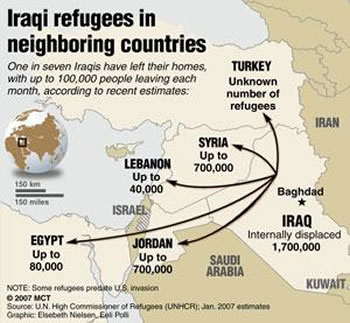 Iraqi refugees in
neighboring countries
One in seven Iraqis have left their homes,
with up to 100,000 people leaving each
month, according to recent estimates:
TURKEY
Unknown
number of
refugees
IRAN
SYRIA
Up to
700,000
LEBANON
Up to
40,000
150 km
150 miles
Baghdad
ISRAEL
IRAQ
Internally displaced
1,700,000
EGYPT
Up to
80,000
JORDAN
Up to
700,000
SAUDI
ARABIA
KUWAIT
NOTE: Some refugees predate U.S. invasion
© 2007 MCT
Source: U.N. High Commissioner of Refugees (UNHCR); Jan. 2007 estimates
Graphic: Elsebeth Nielsen, Eeli Polli